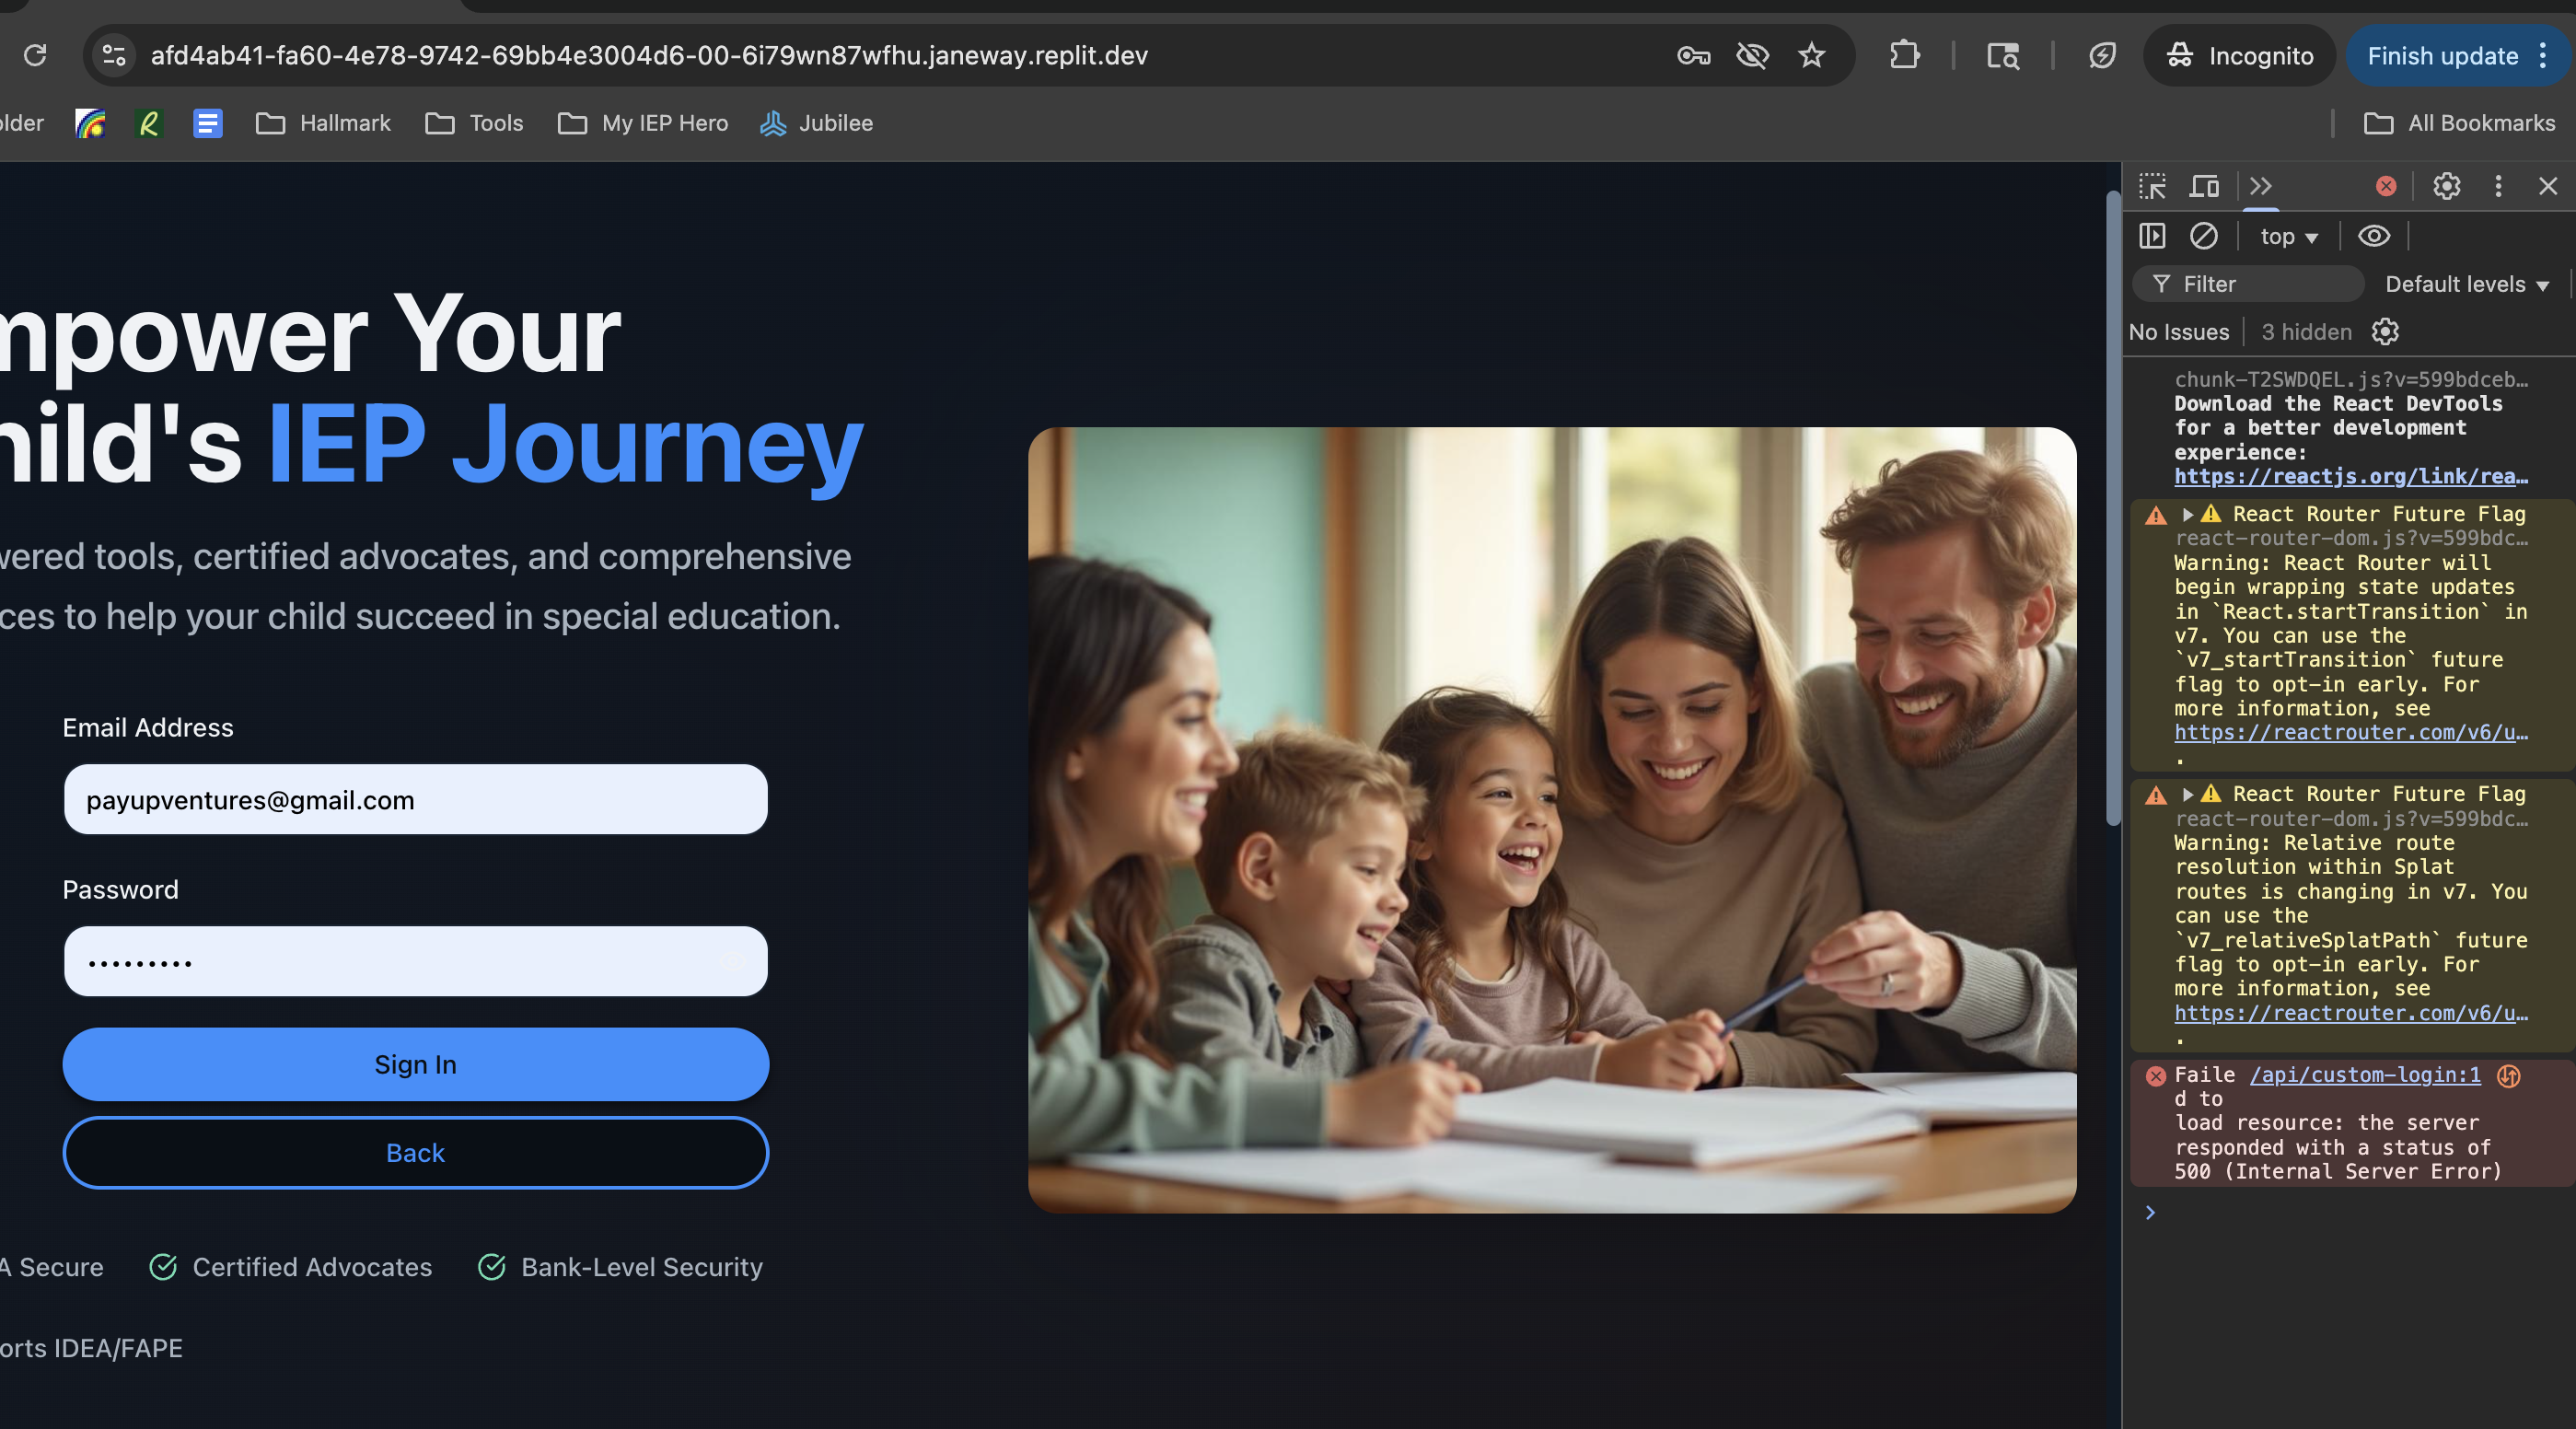 afd4ab41-fa60-4e78-9742-69bb4e3004d6-00-6i79wn87wfhu.janeway.replit.dev
Incognito
Finish update
older
Hallmark
Tools
My IEP Hero
Jubilee
All Bookmarks
mpower Your
hild's IEP Journey
wered tools, certified advocates, and comprehensive
ces to help your child succeed in special education.
Email Address
payupventures@gmail.com
Password
•••••••••
Sign In
Back
A Secure
Certified Advocates
Bank-Level Security
orts IDEA/FAPE
top
Filter
Default levels
No Issues
3 hidden
chunk-T2SWDQEL.js?v=599bdceb…
Download the React DevTools
for a better development
experience:
https://reactjs.org/link/rea…
React Router Future Flag
react-router-dom.js?v=599bdc…
Warning: React Router will
begin wrapping state updates
in `React.startTransition` in
v7. You can use the
`v7_startTransition` future
flag to opt-in early. For
more information, see
https://reactrouter.com/v6/u…
.
React Router Future Flag
react-router-dom.js?v=599bdc…
Warning: Relative route
resolution within Splat
routes is changing in v7. You
can use the
`v7_relativeSplatPath` future
flag to opt-in early. For
more information, see
https://reactrouter.com/v6/u…
.
Faile /api/custom-login:1
d to
load resource: the server
responded with a status of
500 (Internal Server Error)